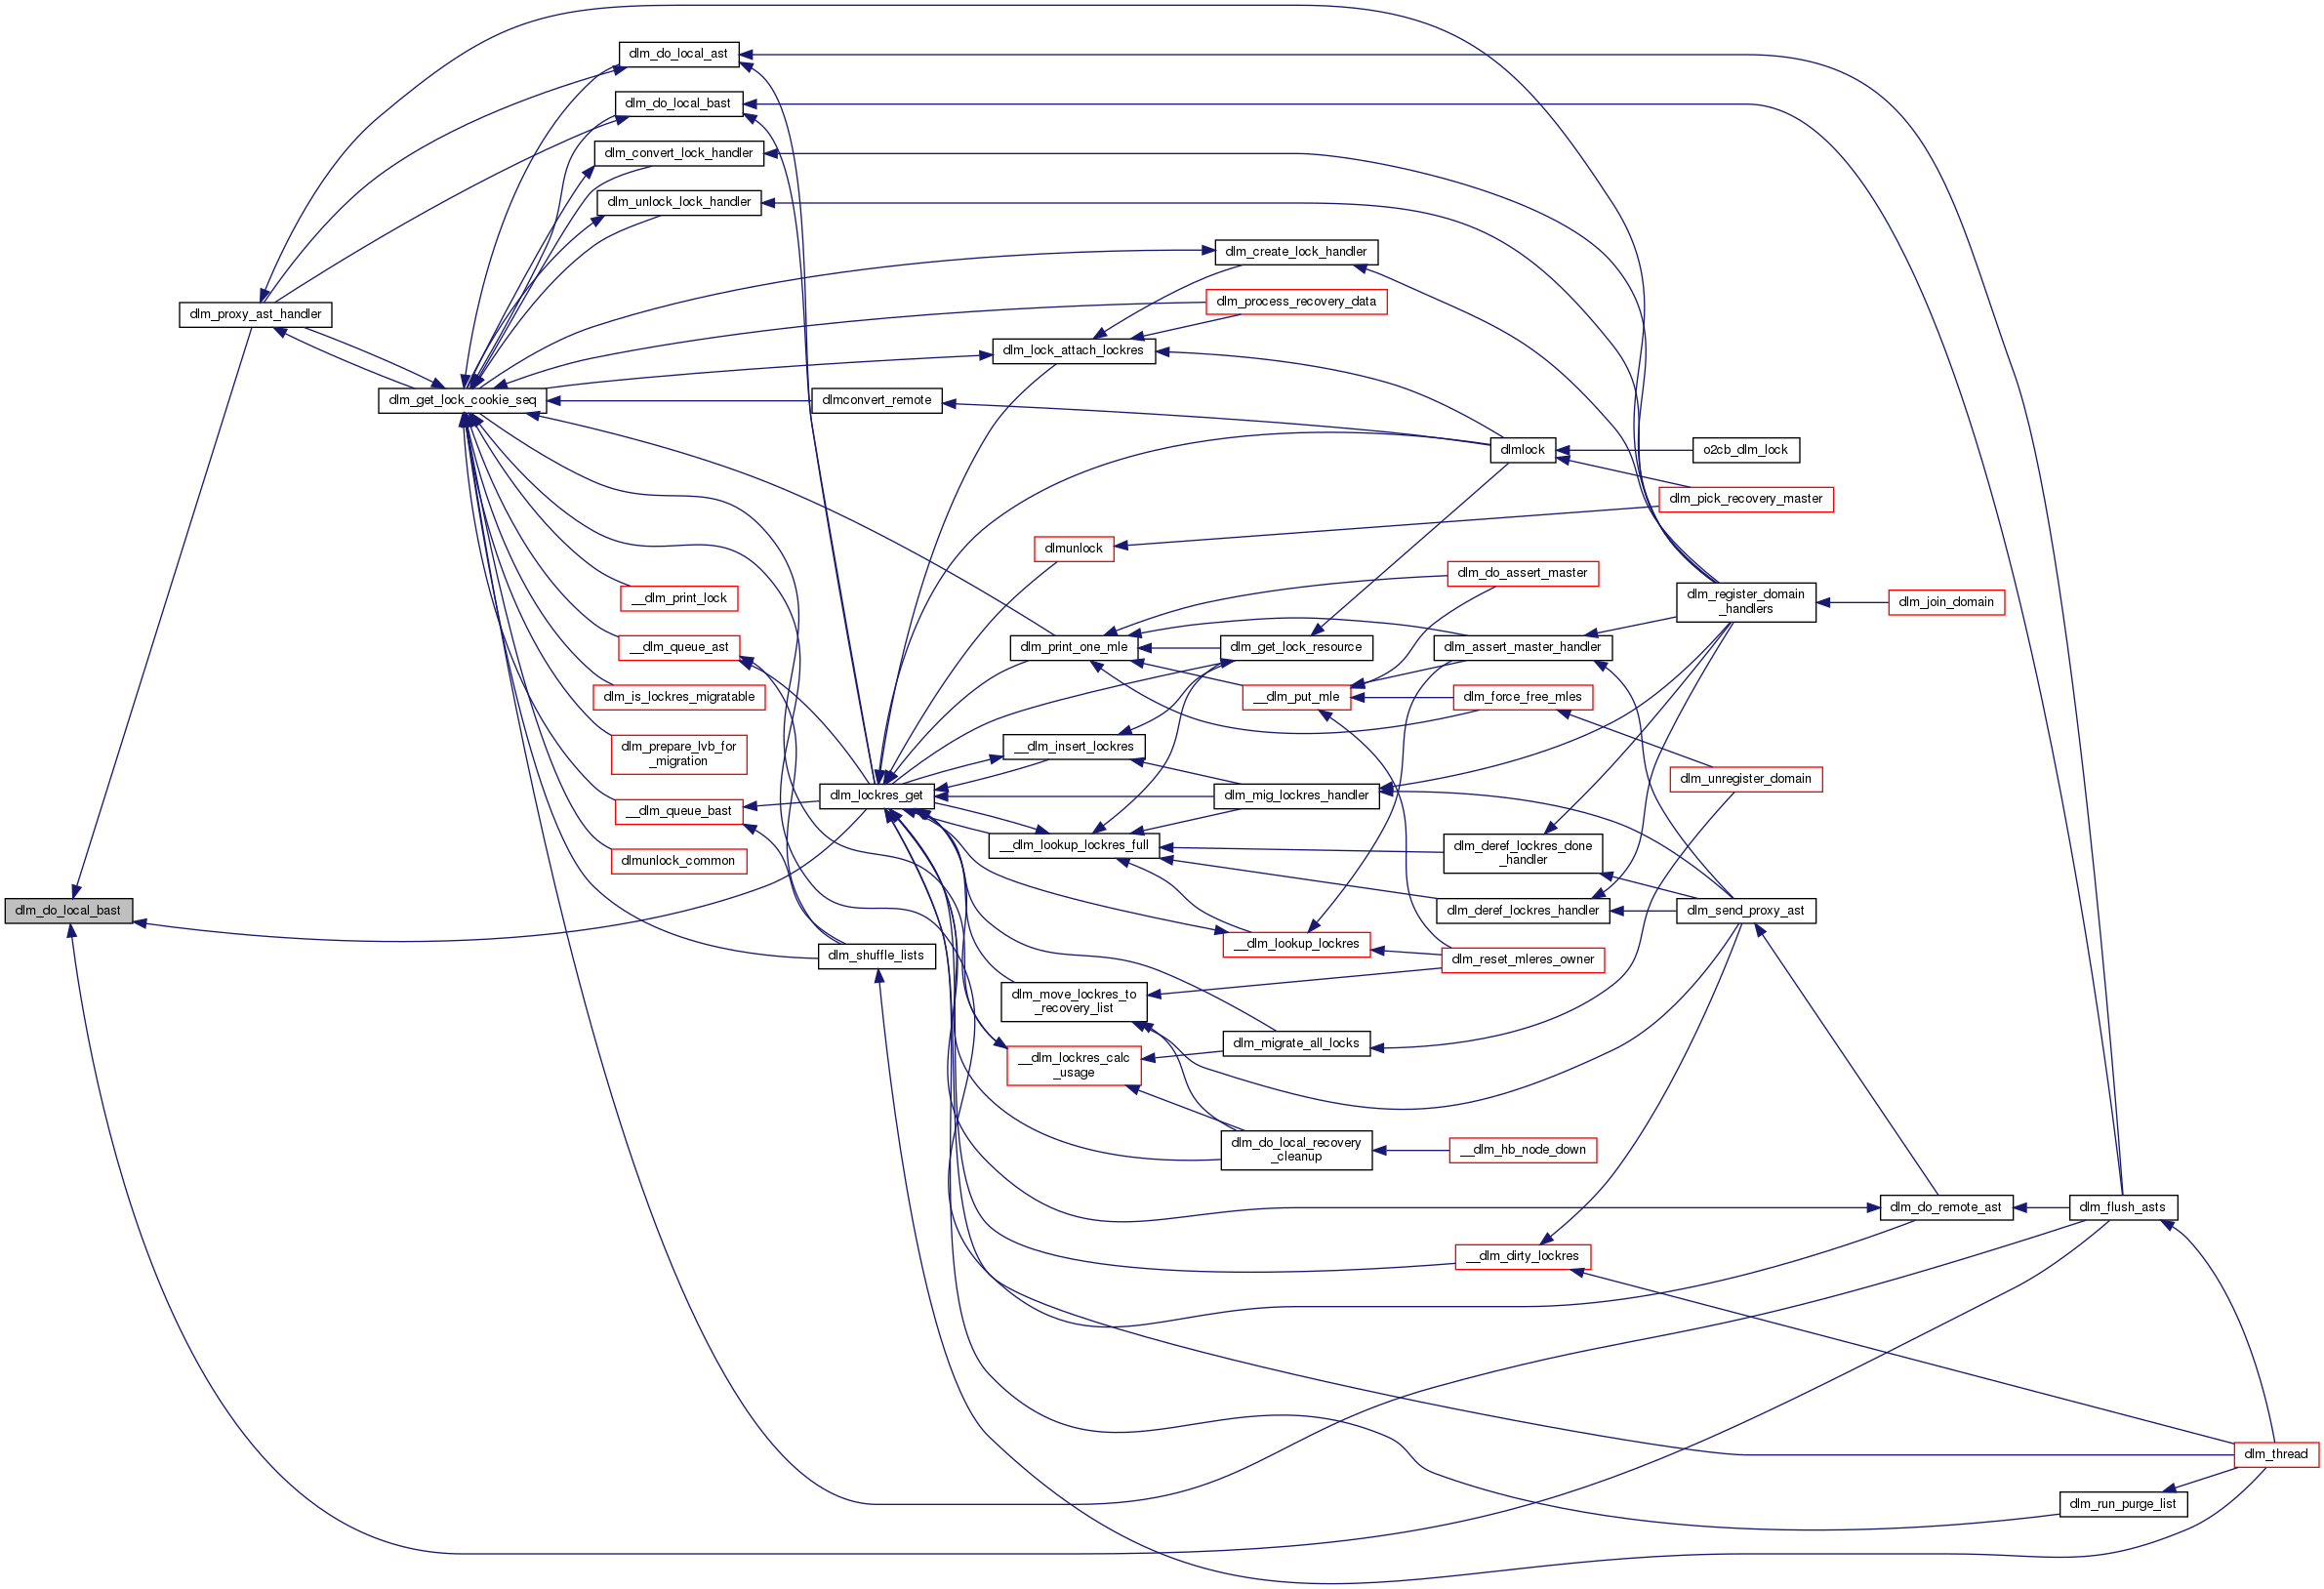 dlm_do_local_ast
dlm_do_local_bast
dlm_convert_lock_handler
dlm_unlock_lock_handler
dlm_create_lock_handler
dlm_process_recovery_data
dlm_proxy_ast_handler
dlm_lock_attach_lockres
dlm_get_lock_cookie_seq
dlmconvert_remote
dlmlock
o2cb_dlm_lock
dlm_pick_recovery_master
dlmunlock
dlm_do_assert_master
__dlm_print_lock
dlm_register_domain
_handlers
dlm_join_domain
__dlm_queue_ast
dlm_print_one_mle
dlm_get_lock_resource
dlm_assert_master_handler
dlm_is_lockres_migratable
__dlm_put_mle
dlm_force_free_mles
dlm_prepare_lvb_for
_migration
__dlm_insert_lockres
dlm_unregister_domain
dlm_lockres_get
dlm_mig_lockres_handler
__dlm_queue_bast
__dlm_lookup_lockres_full
dlm_deref_lockres_done
_handler
dlmunlock_common
dlm_do_local_bast
dlm_deref_lockres_handler
dlm_send_proxy_ast
dlm_shuffle_lists
__dlm_lookup_lockres
dlm_reset_mleres_owner
dlm_move_lockres_to
_recovery_list
dlm_migrate_all_locks
__dlm_lockres_calc
_usage
dlm_do_local_recovery
_cleanup
__dlm_hb_node_down
dlm_do_remote_ast
dlm_flush_asts
__dlm_dirty_lockres
dlm_thread
dlm_run_purge_list